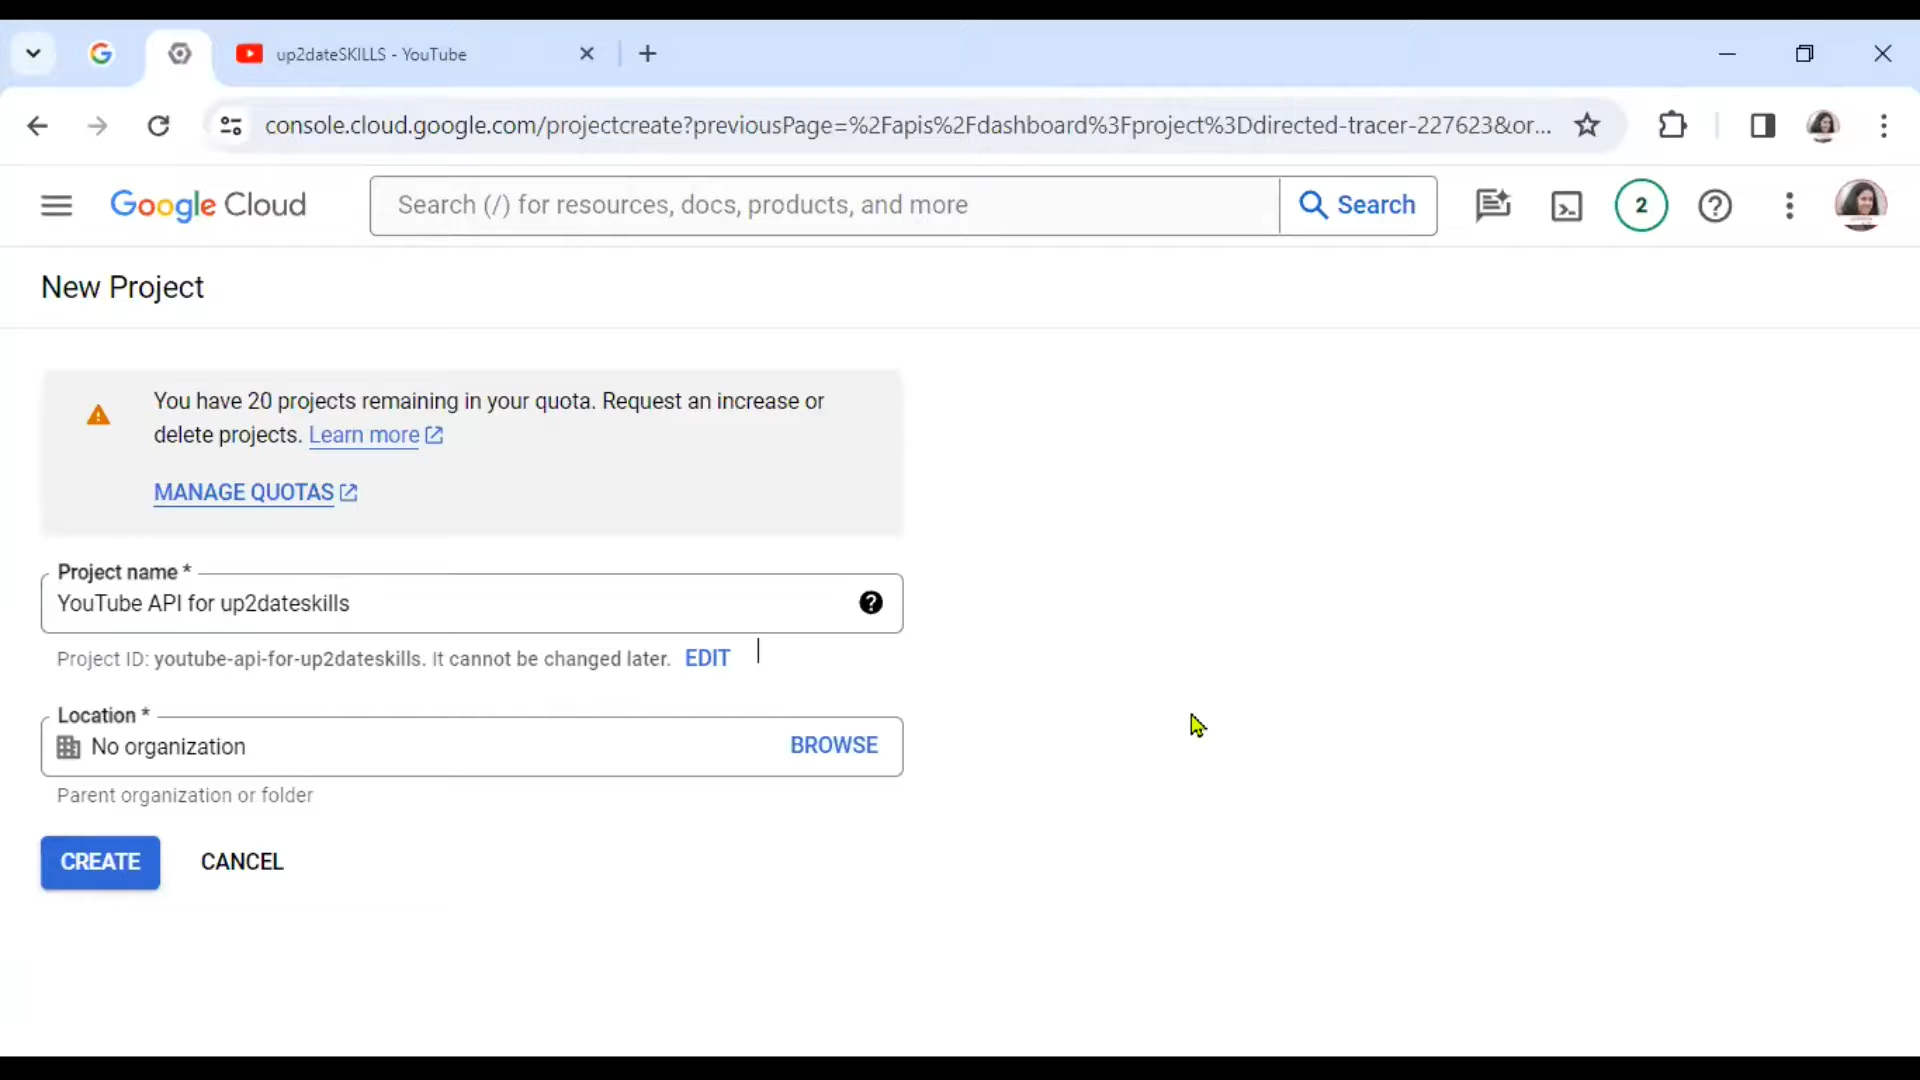 up2dateSKILLS - YouTube
console.cloud.google.com/projectcreate?previousPage=%2Fapis%2Fdashboard%3Fproject%3Ddirected-tracer-227623&or...
Google Cloud
Search (/) for resources, docs, products, and more
Search
2
New Project
You have 20 projects remaining in your quota. Request an increase or
delete projects. Learn more
MANAGE QUOTAS
Project name *
YouTube API for up2dateskills
Project ID: youtube-api-for-up2dateskills. It cannot be changed later. EDIT
Location *
No organization
BROWSE
Parent organization or folder
CREATE
CANCEL